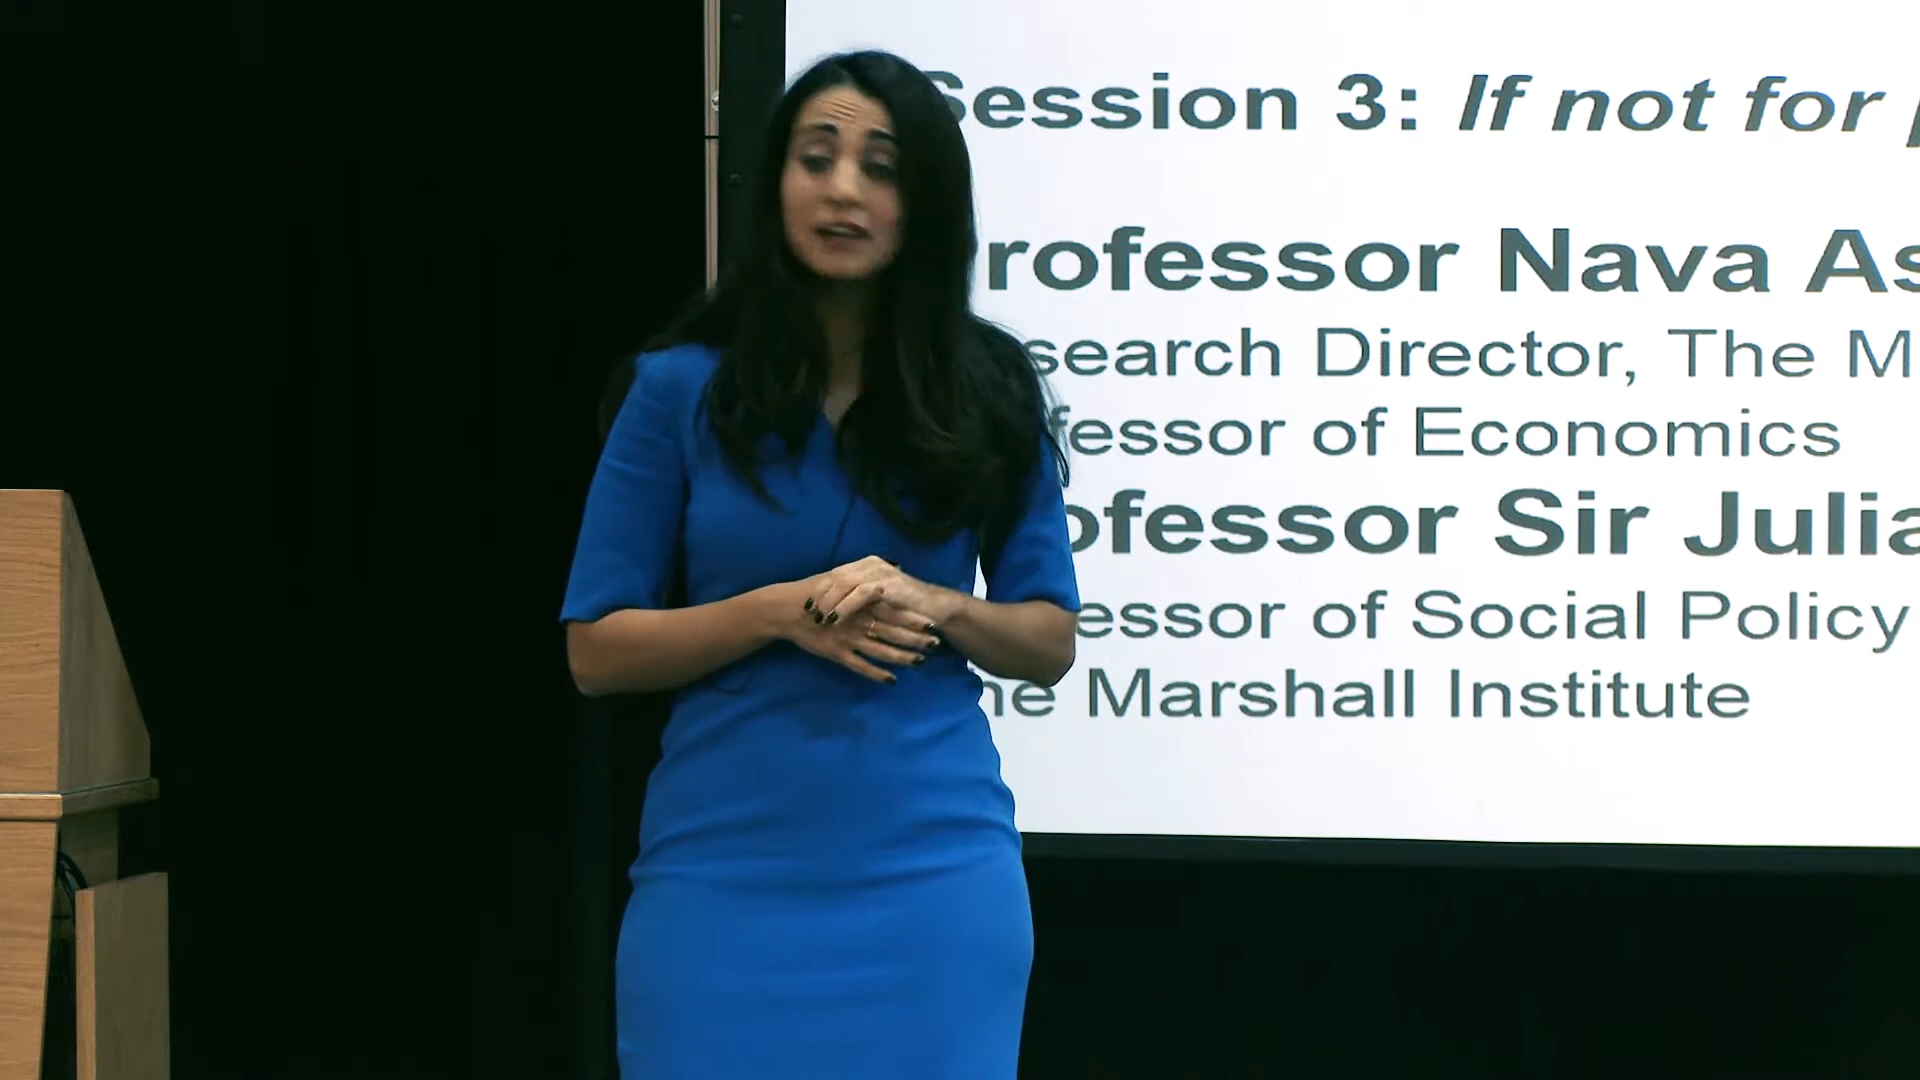 Session 3: If not for
rofessor Nava As
search Director, The M
fessor of Economics
ofessor Sir Julia
essor of Social Policy
he Marshall Institute